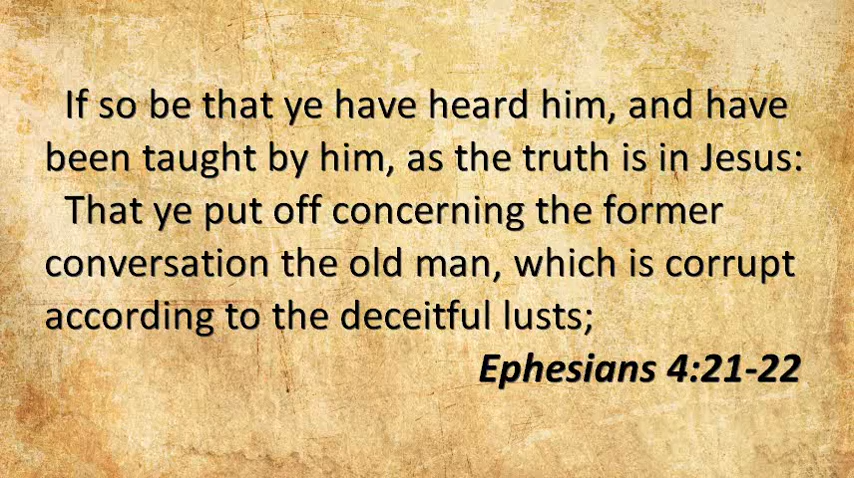 If so be that ye have heard him, and have
been taught by him, as the truth is in Jesus:
That ye put off concerning the former
conversation the old man, which is corrupt
according to the deceitful lusts;
Ephesians 4:21-22